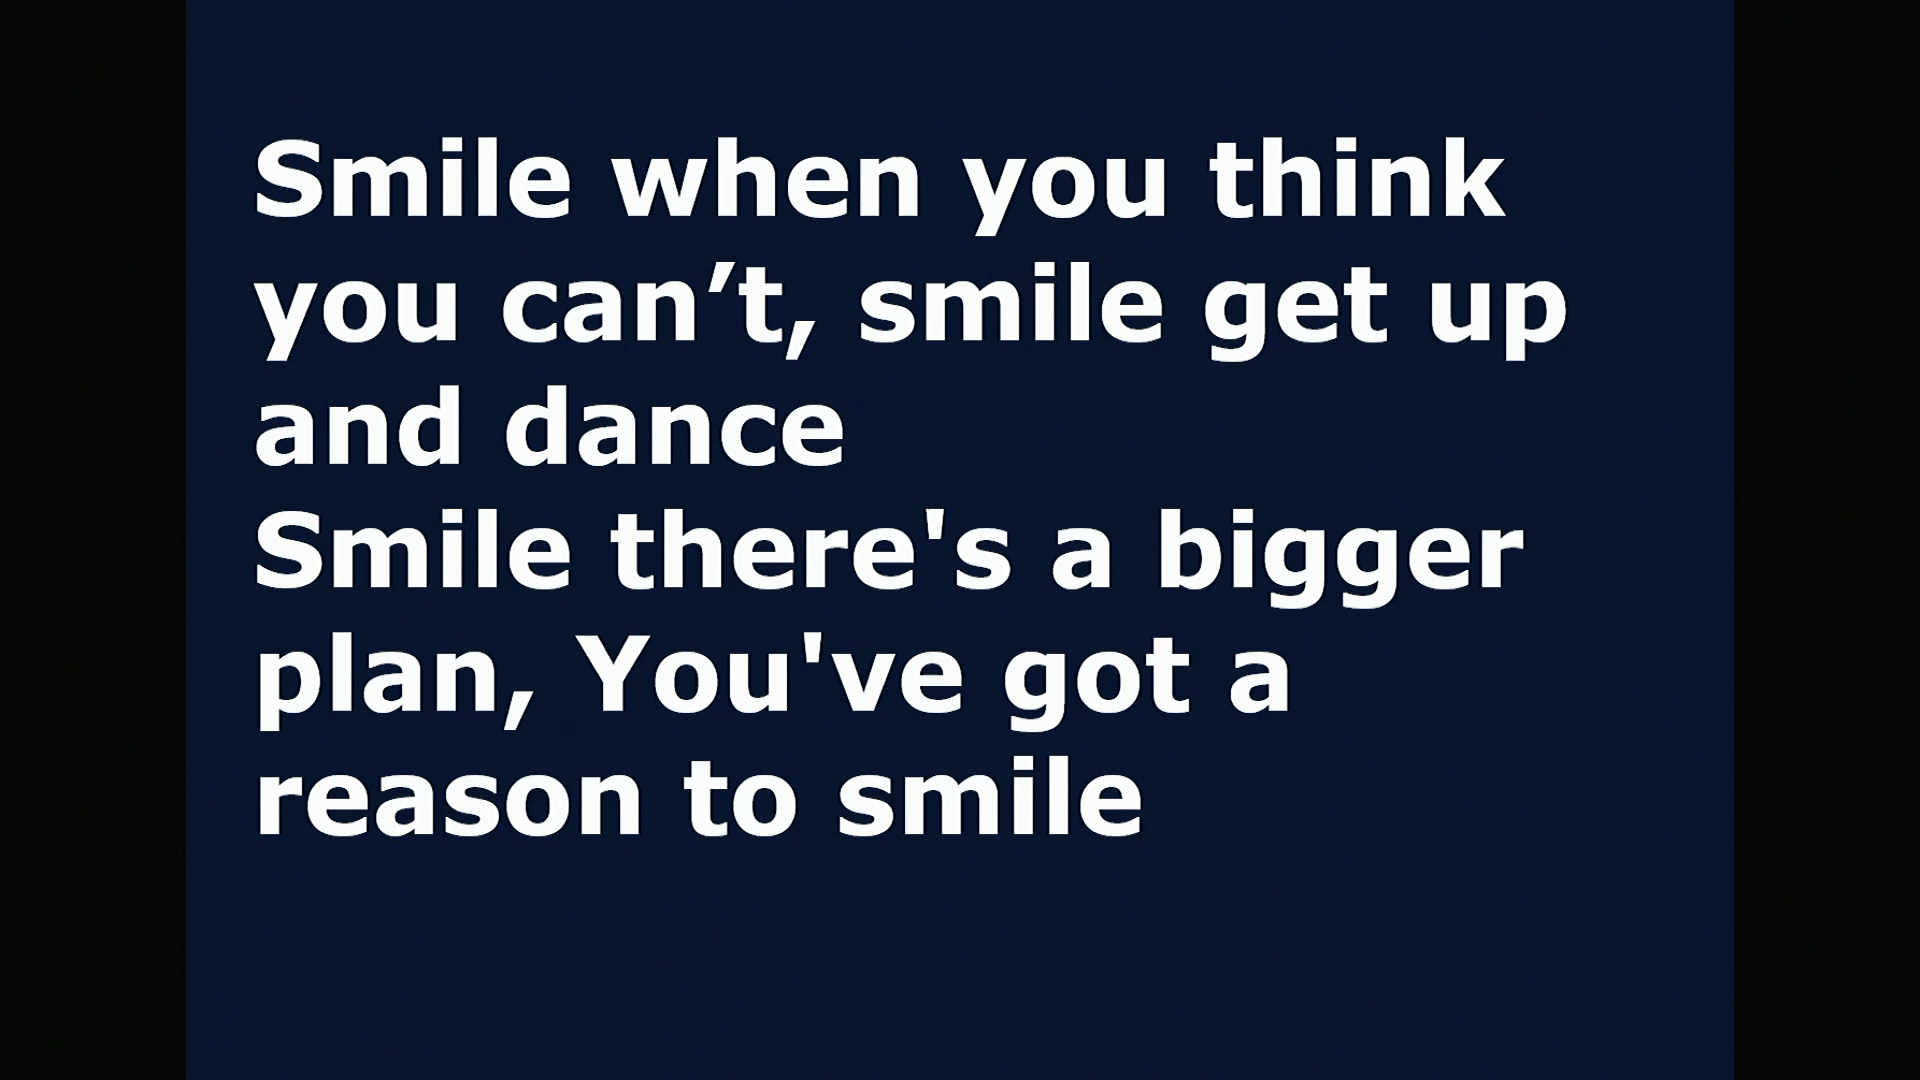 Smile when you think
you can’t, smile get up
and dance
Smile there's a bigger
plan, You've got a
reason to smile